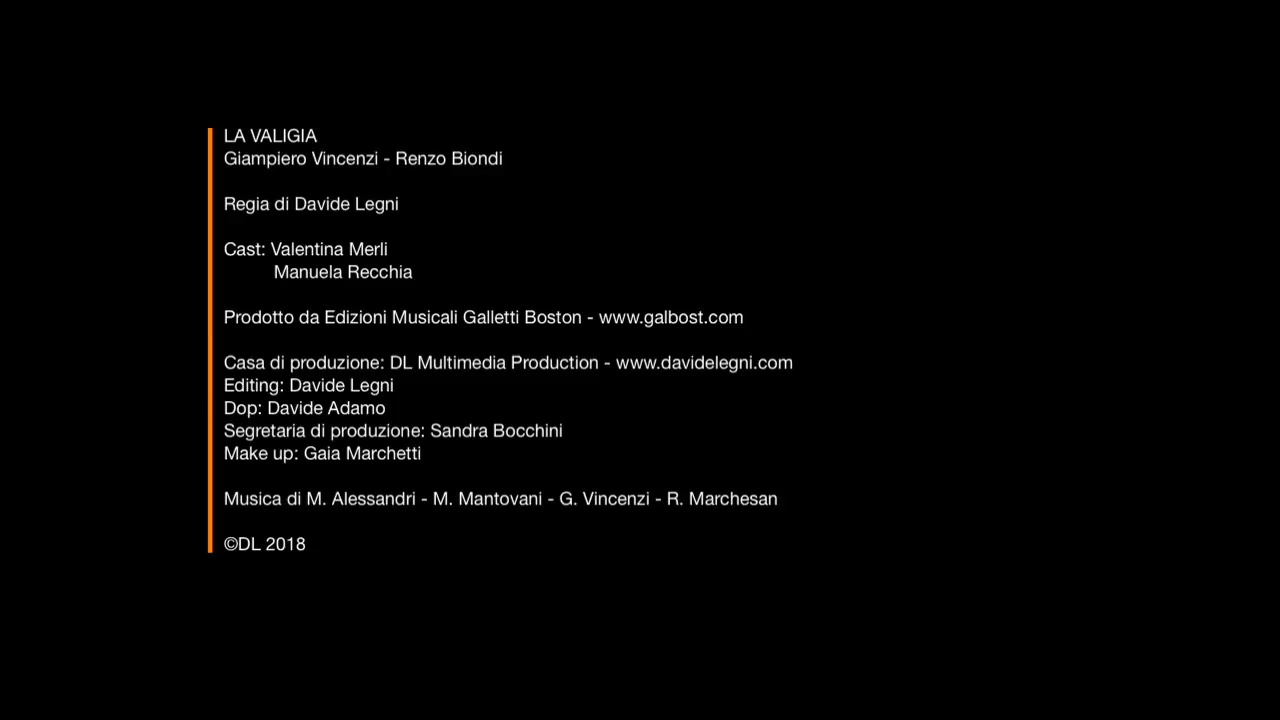 LA VALIGIA
Giampiero Vincenzi - Renzo Biondi
Regia di Davide Legni
Cast: Valentina Merli
Manuela Recchia
Prodotto da Edizioni Musicali Galletti Boston - www.galbost.com
Casa di produzione: DL Multimedia Production - www.davidelegni.com
Editing: Davide Legni
Dop: Davide Adamo
Segretaria di produzione: Sandra Bocchini
Make up: Gaia Marchetti
Musica di M. Alessandri - M. Mantovani - G. Vincenzi - R. Marchesan
©DL 2018